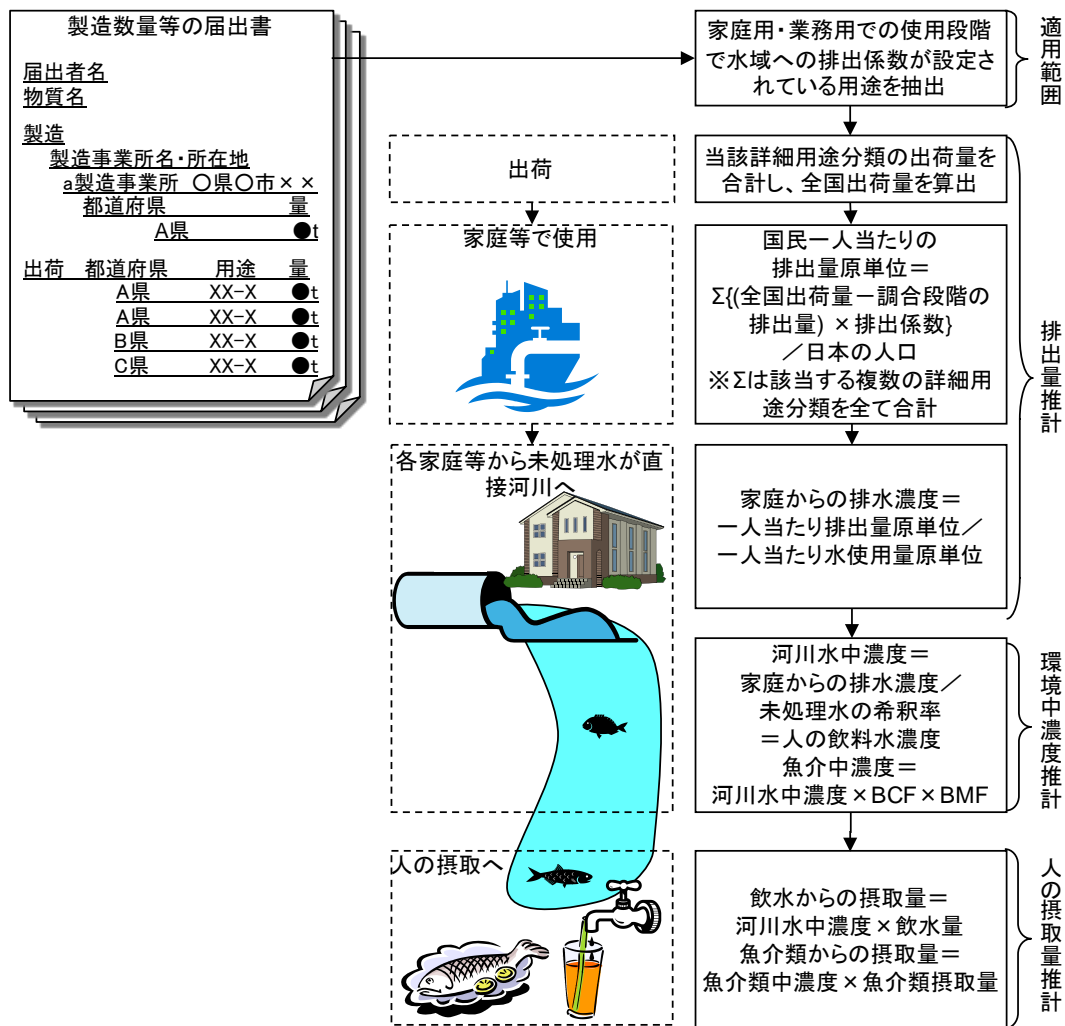 製造数量等の届出書
届出者名
物質名
製造
製造事業所名・所在地
a製造事業所 〇県〇市××
都道府県 量
A県 ●t
出荷 都道府県 用途 量
A県 XX-X ●t
A県 XX-X ●t
B県 XX-X ●t
C県 XX-X ●t
家庭用・業務用での使用段階
で水域への排出係数が設定さ
れている用途を抽出
適用範囲
出荷
当該詳細用途分類の出荷量を
合計し、全国出荷量を算出
家庭等で使用
国民一人当たりの
排出量原単位＝
Σ{(全国出荷量－調合段階の
排出量) ×排出係数}
／日本の人口
※Σは該当する複数の詳細用
途分類を全て合計
排出量推計
各家庭等から未処理水が直
接河川へ
家庭からの排水濃度＝
一人当たり排出量原単位／
一人当たり水使用量原単位
河川水中濃度＝
家庭からの排水濃度／
未処理水の希釈率
＝人の飲料水濃度
魚介中濃度＝
河川水中濃度×BCF×BMF
環境中濃度推計
人の摂取へ
飲水からの摂取量＝
河川水中濃度×飲水量
魚介類からの摂取量＝
魚介類中濃度×魚介類摂取量
人の摂取量推計